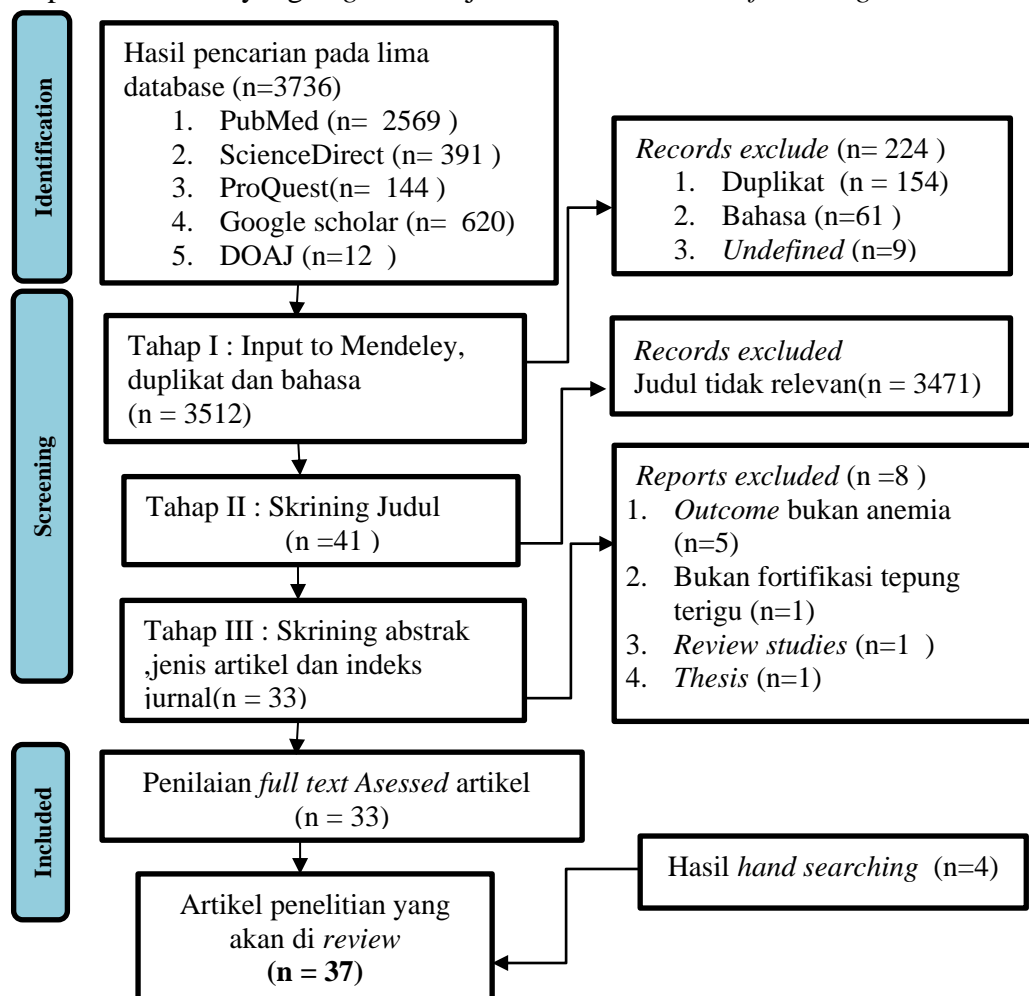 Identification
Hasil pencarian pada lima
database (n=3736)
1. PubMed (n= 2569 )
2. ScienceDirect (n= 391 )
3. ProQuest(n= 144 )
4. Google scholar (n= 620)
5. DOAJ (n=12 )
Records exclude (n= 224 )
1. Duplikat (n = 154)
2. Bahasa (n=61 )
3. Undefined (n=9)
Screening
Tahap I : Input to Mendeley,
duplikat dan bahasa
(n = 3512)
Records excluded
Judul tidak relevan(n = 3471)
Tahap II : Skrining Judul
(n =41 )
Reports excluded (n =8 )
1. Outcome bukan anemia
(n=5)
2. Bukan fortifikasi tepung
terigu (n=1)
3. Review studies (n=1 )
4. Thesis (n=1)
Tahap III : Skrining abstrak
,jenis artikel dan indeks
jurnal(n = 33)
Included
Penilaian full text Asessed artikel
(n = 33)
Hasil hand searching (n=4)
Artikel penelitian yang
akan di review
(n = 37)